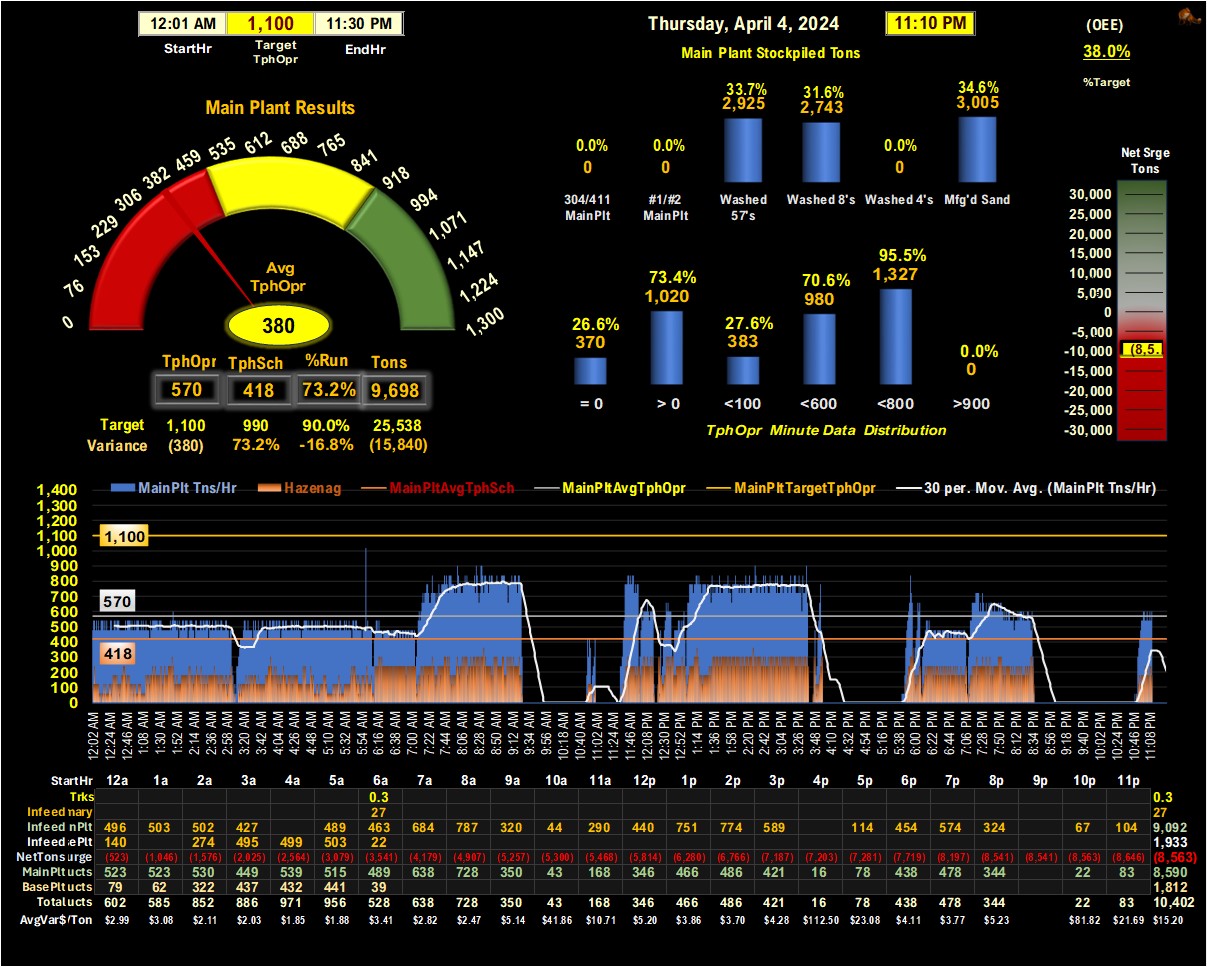 12:01 AM 1,100 11:30 PM
StartHr Target TphOpr EndHr
Thursday, April 4, 2024 11:10 PM
Main Plant Stockpiled Tons
(OEE)
38.0%
%Target
Main Plant Results
0 76 153 229 306 382 459 535 612 688 765 841 918 994 1,071 1,147 1,224 1,300
Avg
TphOpr
380
TphOpr TphSch %Run Tons
570 418 73.2% 9,698
Target 1,100 990 90.0% 25,538
Variance (380) 73.2% -16.8% (15,840)
0.0% 0.0% 33.7% 31.6% 0.0% 34.6%
0 0 2,925 2,743 0 3,005
304/411 MainPlt #1/#2 MainPlt Washed 57's Washed 8's Washed 4's Mfg'd Sand
26.6% 73.4% 27.6% 70.6% 95.5% 0.0%
370 1,020 383 980 1,327 0
= 0 > 0 <100 <600 <800 >900
TphOpr Minute Data Distribution
Net Srge
Tons
30,000
25,000
20,000
15,000
10,000
5,000
0
-5,000
-10,000
(8,5..
-15,000
-20,000
-25,000
-30,000
MainPlt Tns/Hr Hazenag MainPltAvgTphSch MainPltAvgTphOpr MainPltTargetTphOpr 30 per. Mov. Avg. (MainPlt Tns/Hr)
1,400
1,300
1,200
1,100
1,000
900
800
700
600
500
400
300
200
100
0
1,100
570
418
12:02 AM 12:24 AM 12:46 AM 1:08 AM 1:30 AM 1:52 AM 2:14 AM 2:36 AM 2:58 AM 3:20 AM 3:42 AM 4:04 AM 4:26 AM 4:48 AM 5:10 AM 5:32 AM 5:54 AM 6:16 AM 6:38 AM 7:00 AM 7:22 AM 7:44 AM 8:06 AM 8:28 AM 8:50 AM 9:12 AM 9:34 AM 9:56 AM 10:18 AM 10:40 AM 11:02 AM 11:24 AM 11:46 AM 12:08 PM 12:30 PM 12:52 PM 1:14 PM 1:36 PM 1:58 PM 2:20 PM 2:42 PM 3:04 PM 3:26 PM 3:48 PM 4:10 PM 4:32 PM 4:54 PM 5:16 PM 5:38 PM 6:00 PM 6:22 PM 6:44 PM 7:06 PM 7:28 PM 7:50 PM 8:12 PM 8:34 PM 8:56 PM 9:18 PM 9:40 PM 10:02 PM 10:24 PM 10:46 PM 11:08 PM
StartHr 12a 1a 2a 3a 4a 5a 6a 7a 8a 9a 10a 11a 12p 1p 2p 3p 4p 5p 6p 7p 8p 9p 10p 11p
Trks 0.3 0.3
Infeed mary 27 27
Infeed nPlt 496 503 502 427 489 463 684 787 320 44 290 440 751 774 589 114 454 574 324 67 104 9,092
Infeed ePlt 140 274 495 499 503 22 1,933
NetTons urge (523) (1,046) (1,576) (2,025) (2,564) (3,079) (3,541) (4,179) (4,907) (5,257) (5,300) (5,468) (5,814) (6,280) (6,766) (7,187) (7,203) (7,281) (7,719) (8,197) (8,541) (8,541) (8,563) (8,646) (8,563)
MainPlt ucts 523 523 530 449 539 515 489 638 728 350 43 168 346 466 486 421 16 78 438 478 344 22 83 8,590
BasePlt ucts 79 62 322 437 432 441 39 1,812
Total ucts 602 585 852 886 971 956 528 638 728 350 43 168 346 466 486 421 16 78 438 478 344 22 83 10,402
AvgVar$/Ton $2.99 $3.08 $2.11 $2.03 $1.85 $1.88 $3.41 $2.82 $2.47 $5.14 $41.86 $10.71 $5.20 $3.86 $3.70 $4.28 $112.50 $23.08 $4.11 $3.77 $5.23 $81.82 $21.69 $15.20